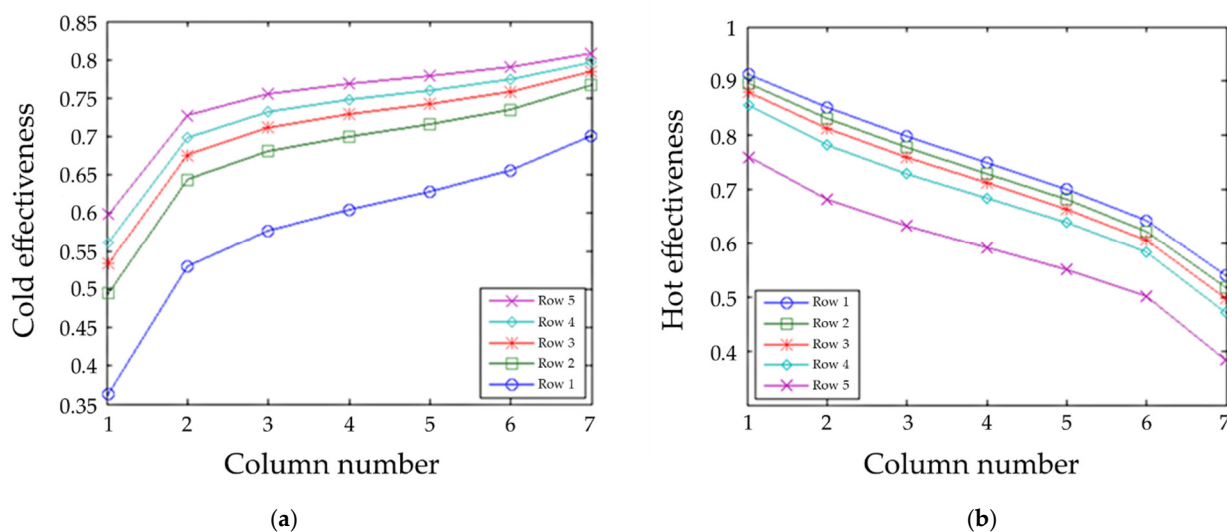 0.85
0.8
0.75
0.7
0.65
0.6
0.55
0.5
0.45
0.4
0.35
Cold effectiveness
Row 5
Row 4
Row 3
Row 2
Row 1
1 2 3 4 5 6 7
Column number
(a)
1
0.9
0.8
0.7
0.6
0.5
0.4
Hot effectiveness
Row 1
Row 2
Row 3
Row 4
Row 5
1 2 3 4 5 6 7
Column number
(b)